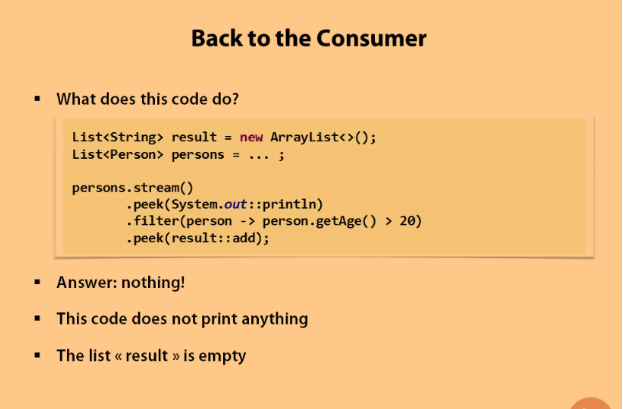 Back to the Consumer
▪ What does this code do?
List<String> result = new ArrayList<>();
List<Person> persons = ... ;
persons.stream()
.peek(System.out::println)
.filter(person -> person.getAge() > 20)
.peek(result::add);
▪ Answer: nothing!
▪ This code does not print anything
▪ The list « result » is empty